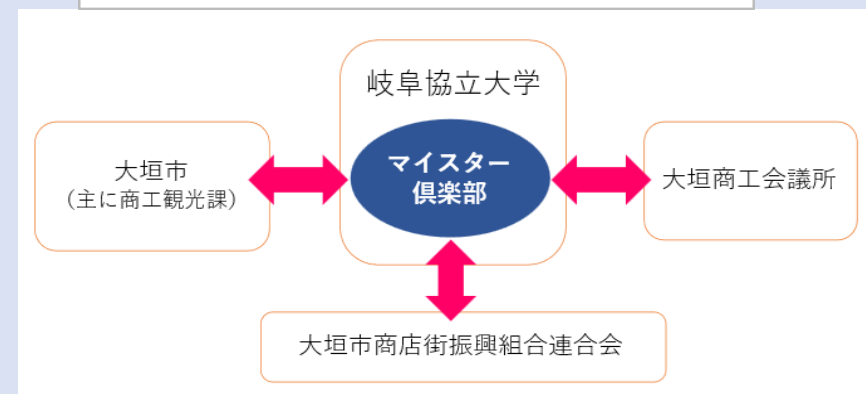 岐阜協立大学
マイスター
倶楽部
大垣市
(主に商工観光課)
大垣商工会議所
大垣市商店街振興組合連合会